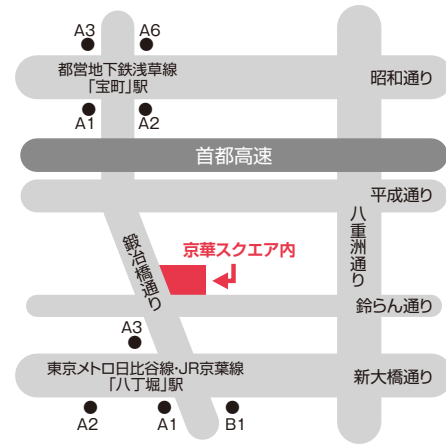 A3
A6
都営地下鉄浅草線
「宝町」駅
昭和通り
A1
A2
首都高速
平成通り
八重洲通り
鍛冶橋通り
京華スクエア内
鈴らん通り
A3
東京メトロ日比谷線・JR京葉線
「八丁堀」駅
新大橋通り
A2
A1
B1